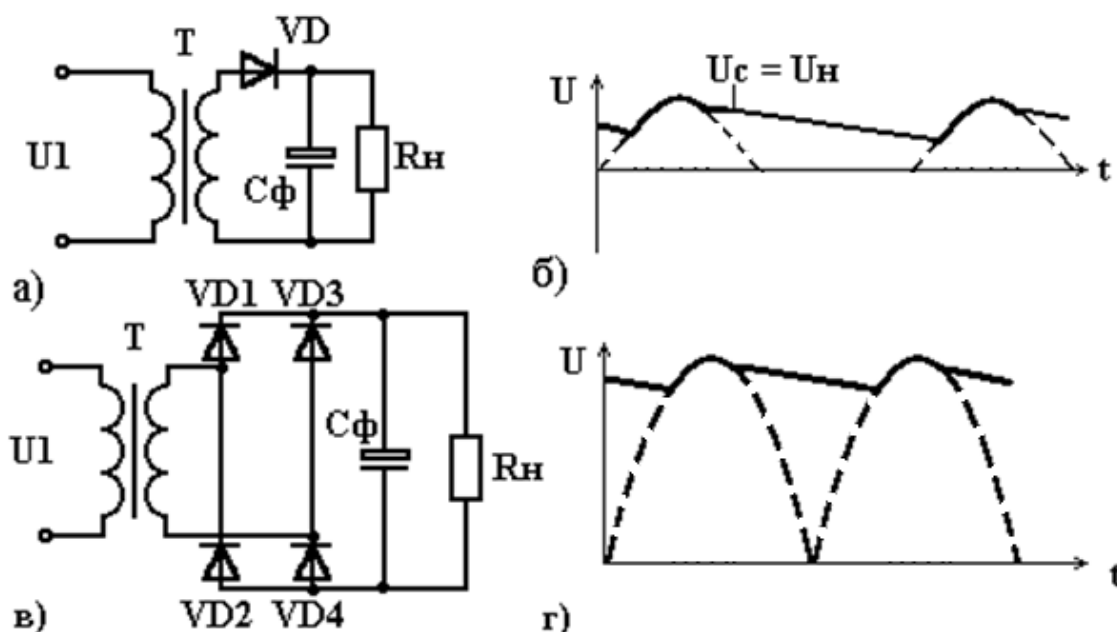 T
VD
U1
Cф
Rн
а)
U
Uc = Uн
t
б)
VD1 VD3
T
U1
Cф
Rн
VD2 VD4
в)
U
t
г)